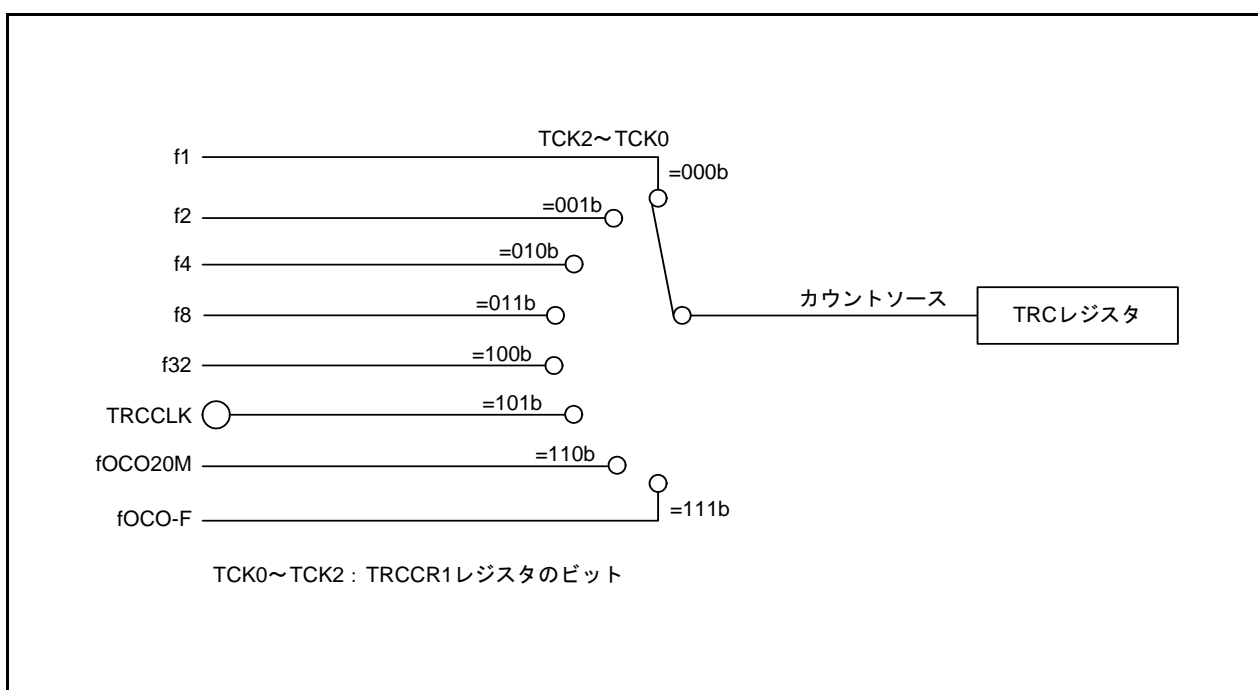 TCK2～TCK0
f1
=000b
f2
=001b
f4
=010b
f8
=011b
カウントソース
TRCレジスタ
f32
=100b
TRCCLK
=101b
fOCO20M
=110b
fOCO-F
=111b
TCK0～TCK2：TRCCR1レジスタのビット